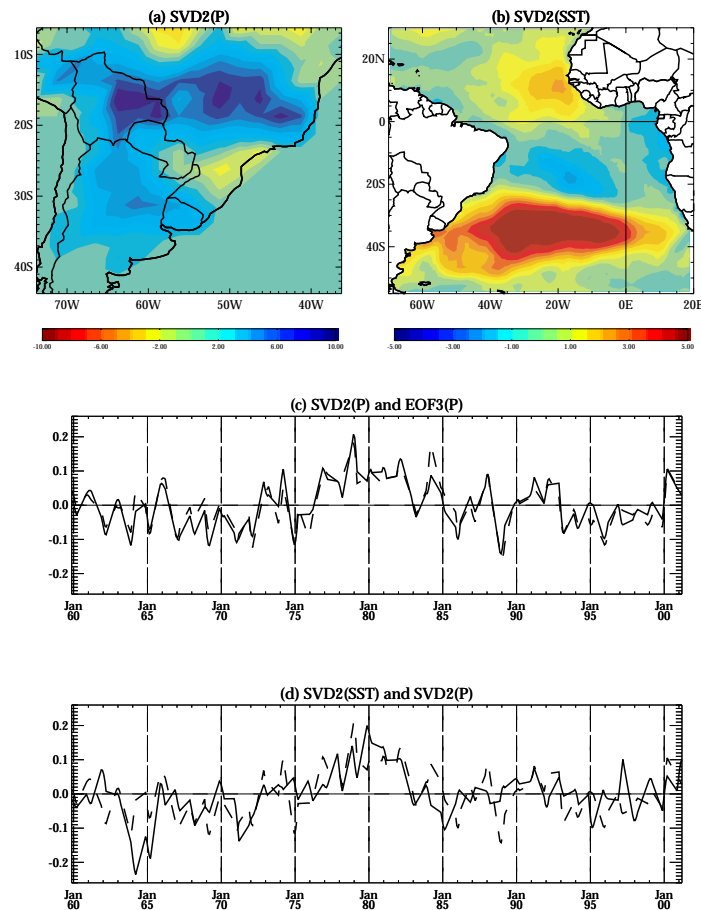 (a) SVD2(P)
(b) SVD2(SST)
10S
20S
30S
40S
70W 60W 50W 40W
20N
0
20S
40S
60W 40W 20W 0E 20E
-10.00 -6.00 -2.00 2.00 6.00 10.00
-5.00 -3.00 -1.00 1.00 3.00 5.00
(c) SVD2(P) and EOF3(P)
0.2
0.1
0.0
-0.1
-0.2
Jan Jan Jan Jan Jan Jan Jan Jan Jan
60 65 70 75 80 85 90 95 00
(d) SVD2(SST) and SVD2(P)
0.2
0.1
0.0
-0.1
-0.2
Jan Jan Jan Jan Jan Jan Jan Jan Jan
60 65 70 75 80 85 90 95 00